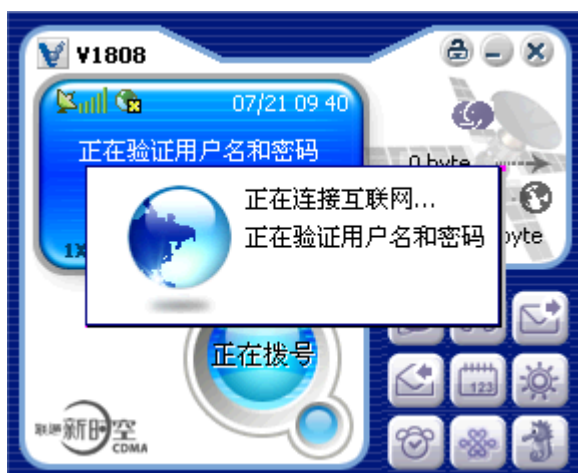 V1808
07/21 09 40
正在验证用户名和密码
0 byte
正在连接互联网...
正在验证用户名和密码
1X
byte
正在拨号
123
联通新时空
CDMA